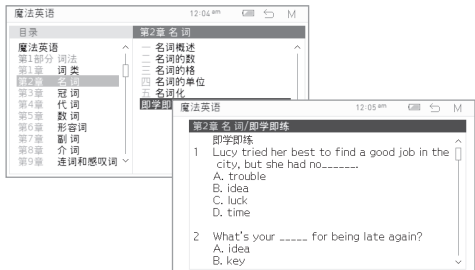 魔法英语 12:04 am M
目录
魔法英语
第1部分 词法
第1章 词类
第2章 名词
第3章 冠词
第4章 代词
第5章 数词
第6章 形容词
第7章 副词
第8章 介词
第9章 连词和感叹词
第2章 名词
一 名词概述
二 名词的数
三 名词的格
四 名词的单位
五 名词化
即学即
魔法英语 12:05 am M
第2章 名词/即学即练
即学即练
1 Lucy tried her best to find a good job in the
city, but she had no______.
A. trouble
B. idea
C. luck
D. time
2 What's your _____ for being late again?
A. idea
B. key